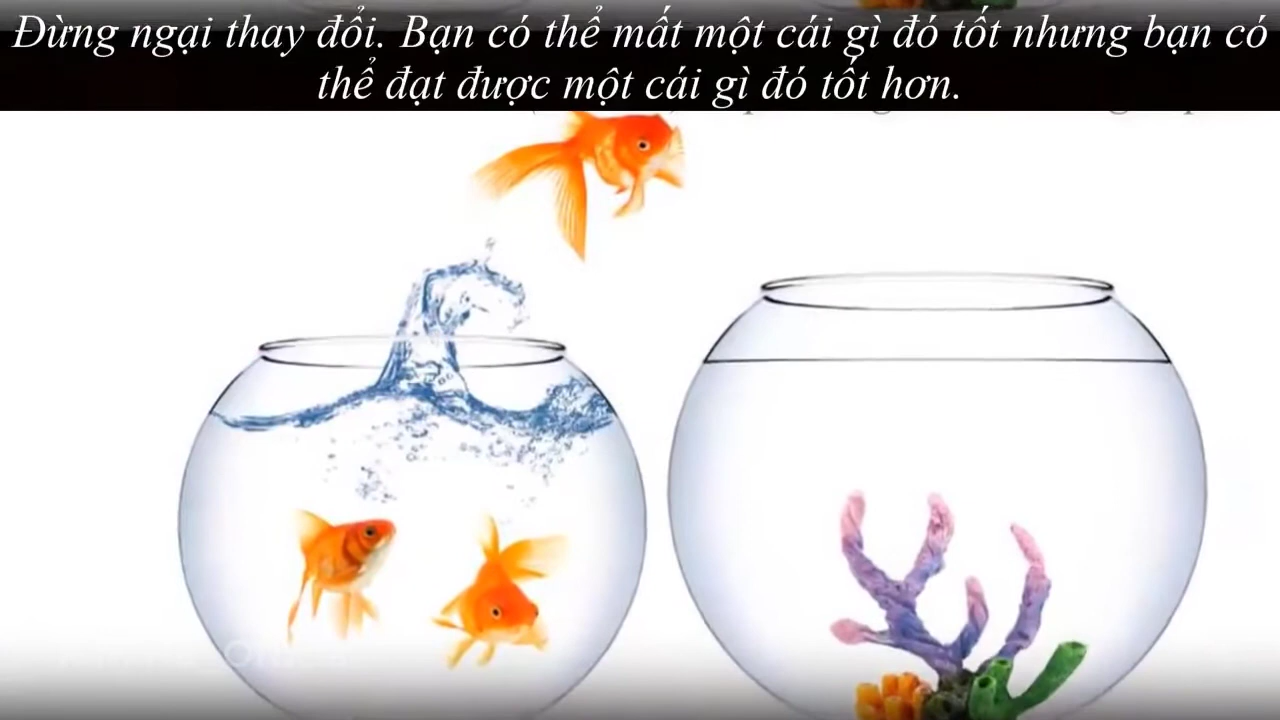 Đừng ngại thay đổi. Bạn có thể mất một cái gì đó tốt nhưng bạn có
thể đạt được một cái gì đó tốt hơn.